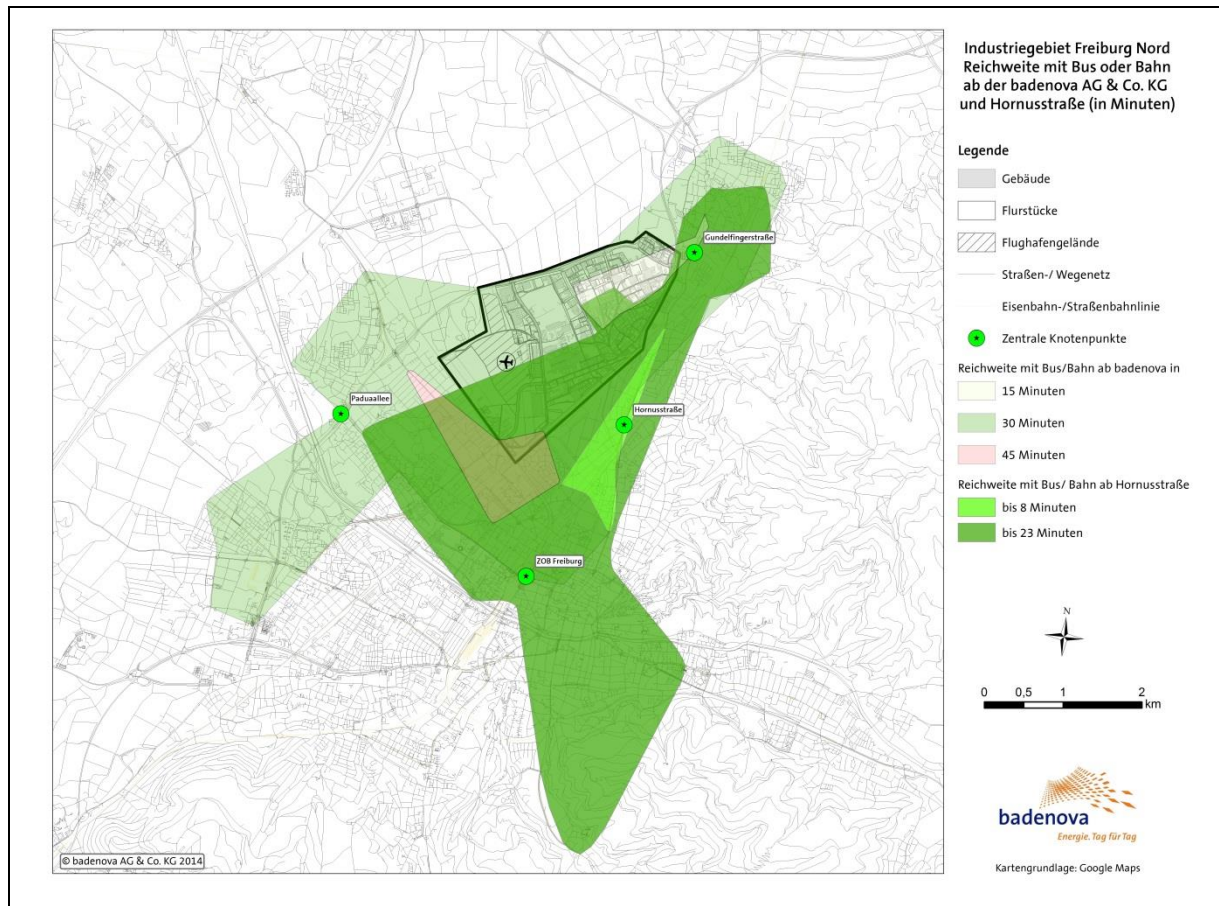 Industriegebiet Freiburg Nord
Reichweite mit Bus oder Bahn
ab der badenova AG & Co. KG
und Hornusstraße (in Minuten)
Legende
Gebäude
Flurstücke
Flughafengelände
Straßen-/ Wegenetz
Eisenbahn-/Straßenbahnlinie
Zentrale Knotenpunkte
Reichweite mit Bus/Bahn ab badenova in
15 Minuten
30 Minuten
45 Minuten
Reichweite mit Bus/ Bahn ab Hornusstraße
bis 8 Minuten
bis 23 Minuten
N
0 0,5 1 2
km
badenova
Energie. Tag für Tag
Kartengrundlage: Google Maps
Gundelfingerstraße
Paduaallee
Hornusstraße
ZOB Freiburg
© badenova AG & Co. KG 2014